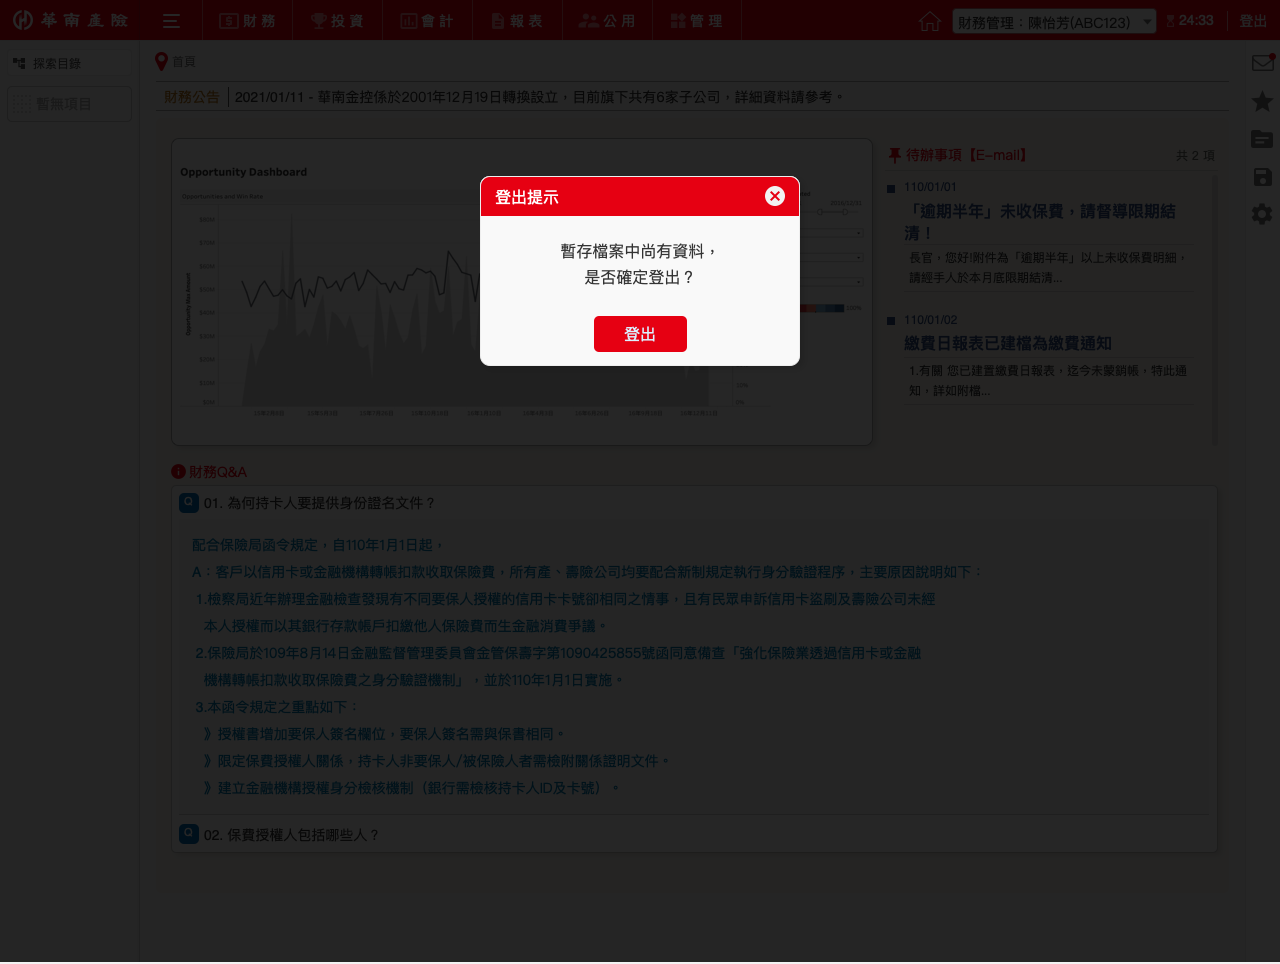 華南產險
財務
投資
會計
報表
公用
管理
財務管理：陳怡芳(ABC123)
24:33
登出
探索目錄
暫無項目
首頁
財務公告
2021/01/11 - 華南金控係於2001年12月19日轉換設立，目前旗下共有6家子公司，詳細資料請參考。
Opportunity Dashboard
待辦事項【E-mail】
共 2 項
110/01/01
「逾期半年」未收保費，請督導限期結
清！
長官，您好!附件為「逾期半年」以上未收保費明細，
請經手人於本月底限期結清...
110/01/02
繳費日報表已建檔為繳費通知
1.有關 您已建置繳費日報表，迄今未蒙銷帳，特此通
知，詳如附檔...
登出提示
暫存檔案中尚有資料，
是否確定登出？
登出
財務Q&A
Q
01. 為何持卡人要提供身份證名文件？
配合保險局函令規定，自110年1月1日起，
A：客戶以信用卡或金融機構轉帳扣款收取保險費，所有產、壽險公司均要配合新制規定執行身分驗證程序，主要原因說明如下：
1.檢察局近年辦理金融檢查發現有不同要保人授權的信用卡卡號卻相同之情事，且有民眾申訴信用卡盜刷及壽險公司未經
本人授權而以其銀行存款帳戶扣繳他人保險費而生金融消費爭議。
2.保險局於109年8月14日金融監督管理委員會金管保壽字第1090425855號函同意備查「強化保險業透過信用卡或金融
機構轉帳扣款收取保險費之身分驗證機制」，並於110年1月1日實施。
3.本函令規定之重點如下：
》授權書增加要保人簽名欄位，要保人簽名需與保書相同。
》限定保費授權人關係，持卡人非要保人/被保險人者需檢附關係證明文件。
》建立金融機構授權身分檢核機制（銀行需檢核持卡人ID及卡號）。
Q
02. 保費授權人包括哪些人？